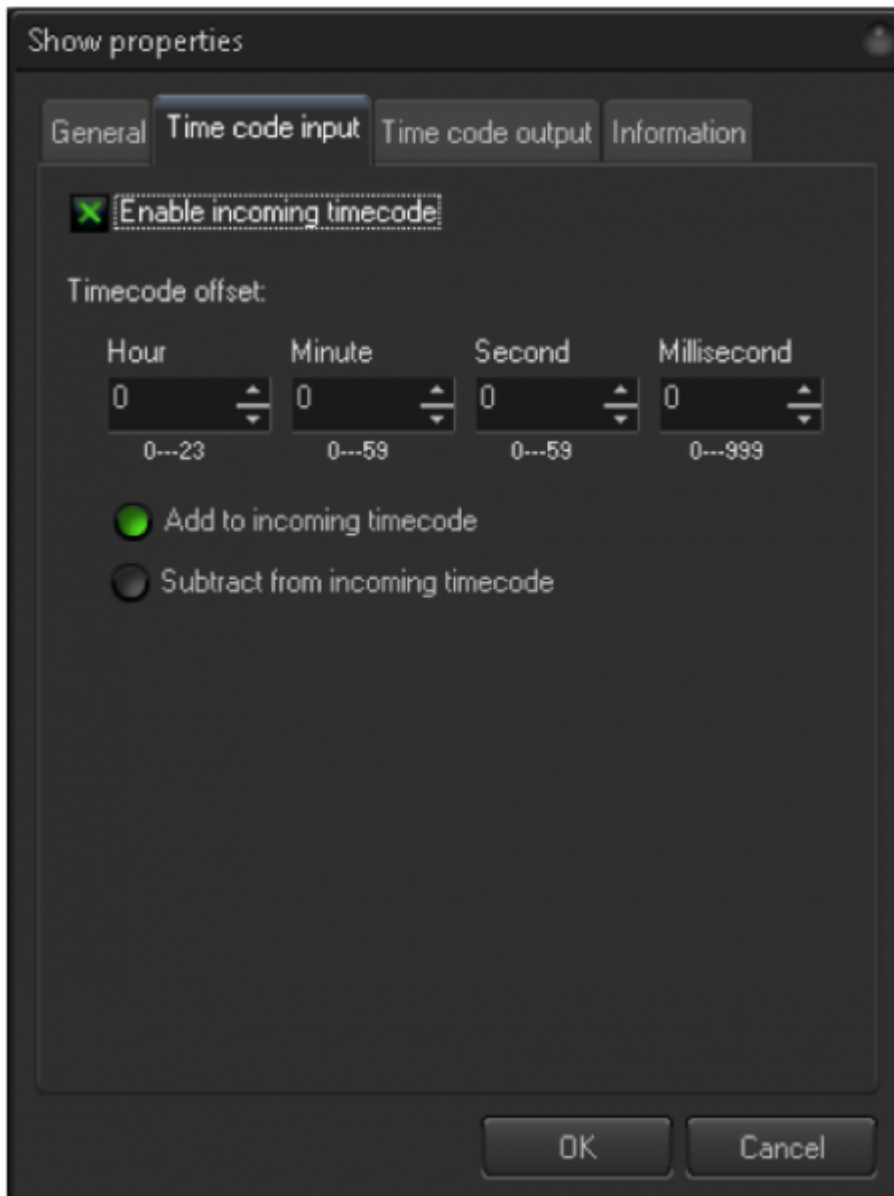 Show properties
General Time code input Time code output Information
Enable incoming timecode
Timecode offset:
Hour Minute Second Millisecond
0 0 0 0
0---23 0---59 0---59 0---999
Add to incoming timecode
Subtract from incoming timecode
OK Cancel